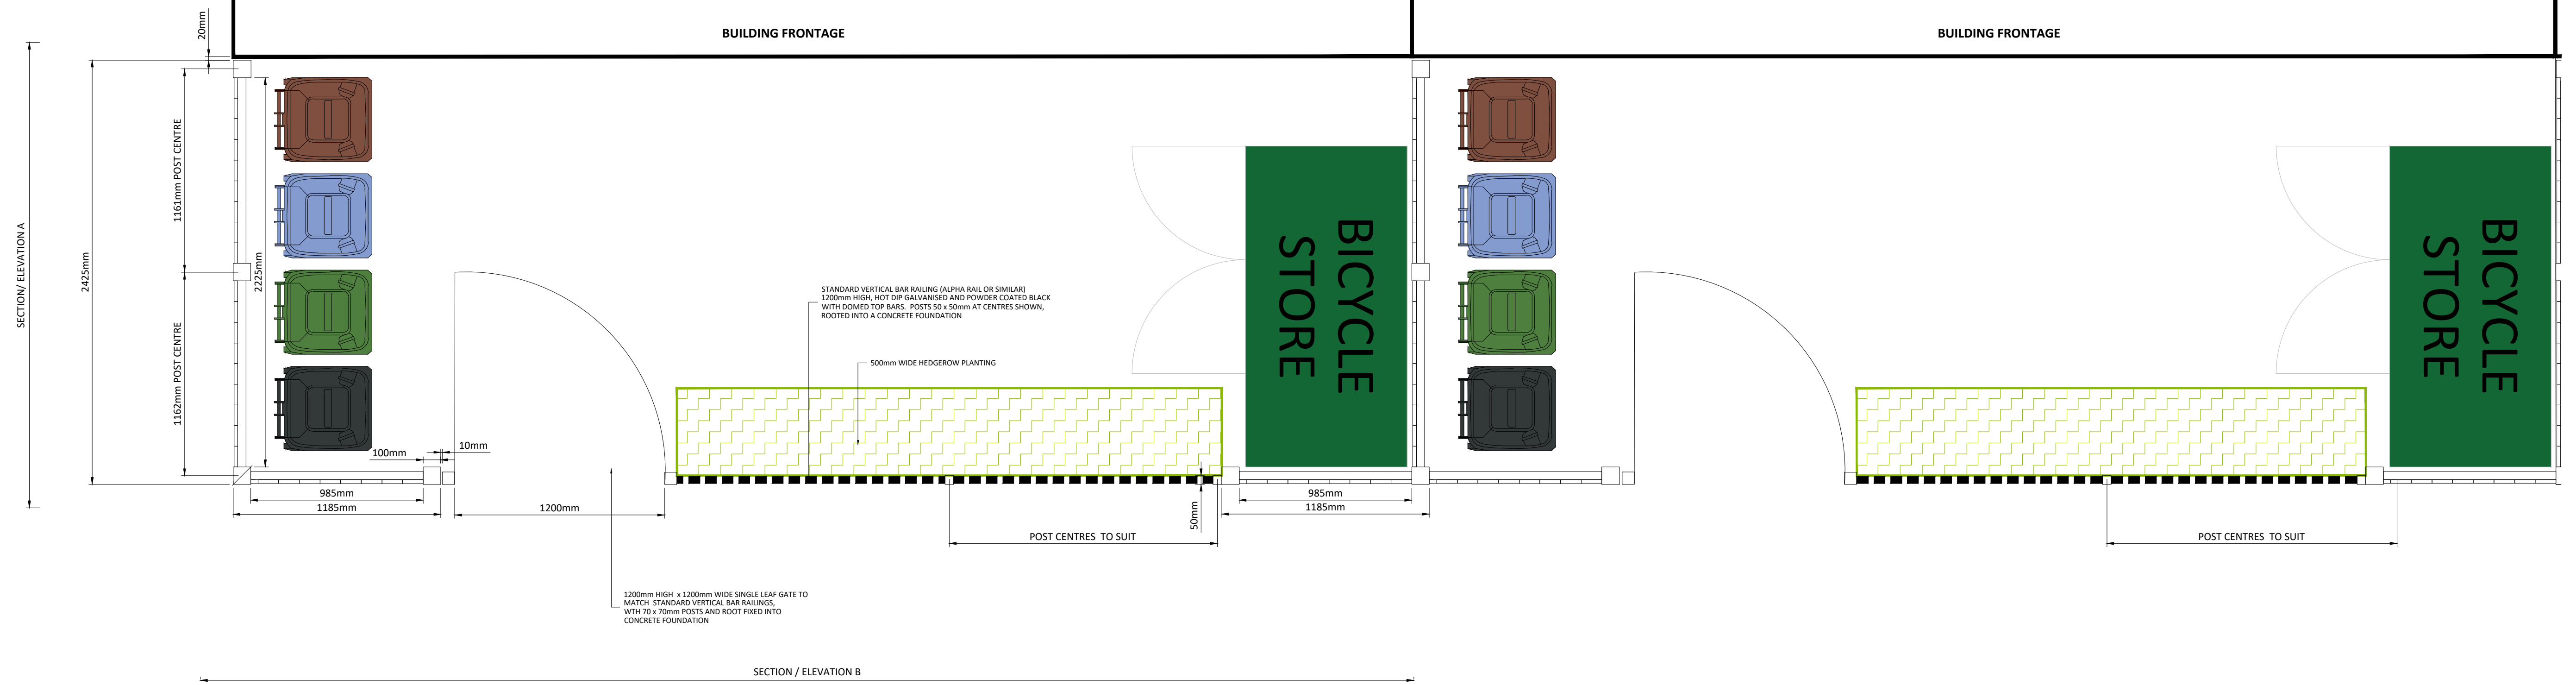 BUILDING FRONTAGE
BUILDING FRONTAGE
20mm
SECTION/ ELEVATION A
2425mm
1161mm POST CENTRE
1162mm POST CENTRE
2225mm
BICYCLE
STORE
BICYCLE
STORE
STANDARD VERTICAL BAR RAILING (ALPHA RAIL OR SIMILAR)
1200mm HIGH, HOT DIP GALVANISED AND POWDER COATED BLACK
WITH DOMED TOP BARS.  POSTS 50 x 50mm AT CENTRES SHOWN,
ROOTED INTO A CONCRETE FOUNDATION
500mm WIDE HEDGEROW PLANTING
100mm
10mm
985mm
1185mm
1200mm
985mm
1185mm
50mm
POST CENTRES  TO SUIT
POST CENTRES  TO SUIT
1200mm HIGH  x 1200mm WIDE SINGLE LEAF GATE TO
MATCH  STANDARD VERTICAL BAR RAILINGS,
WTH 70 x 70mm POSTS AND ROOT FIXED INTO
CONCRETE FOUNDATION
SECTION / ELEVATION B